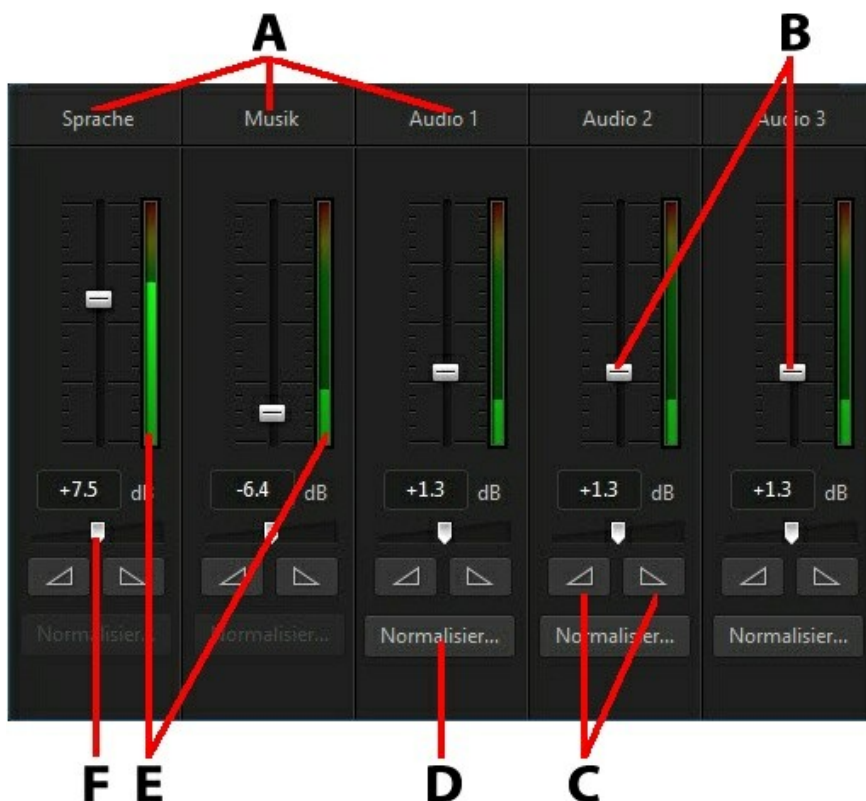 A B
Sprache Musik Audio 1 Audio 2 Audio 3
+7.5 dB -6.4 dB +1.3 dB +1.3 dB +1.3 dB
Normalisier... Normalisier... Normalisier... Normalisier... Normalisier...
F E D C